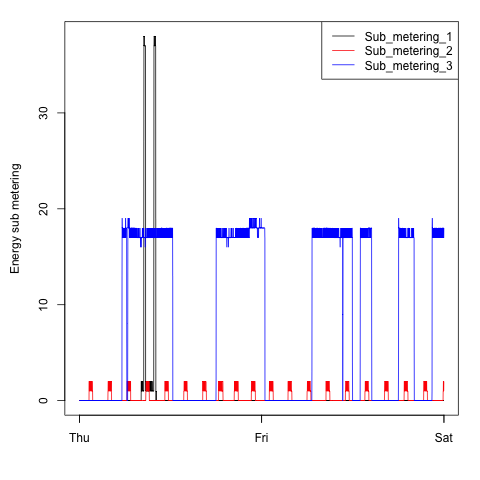 Sub_metering_1
Sub_metering_2
Sub_metering_3
Energy sub metering
30
20
10
0
Thu Fri Sat